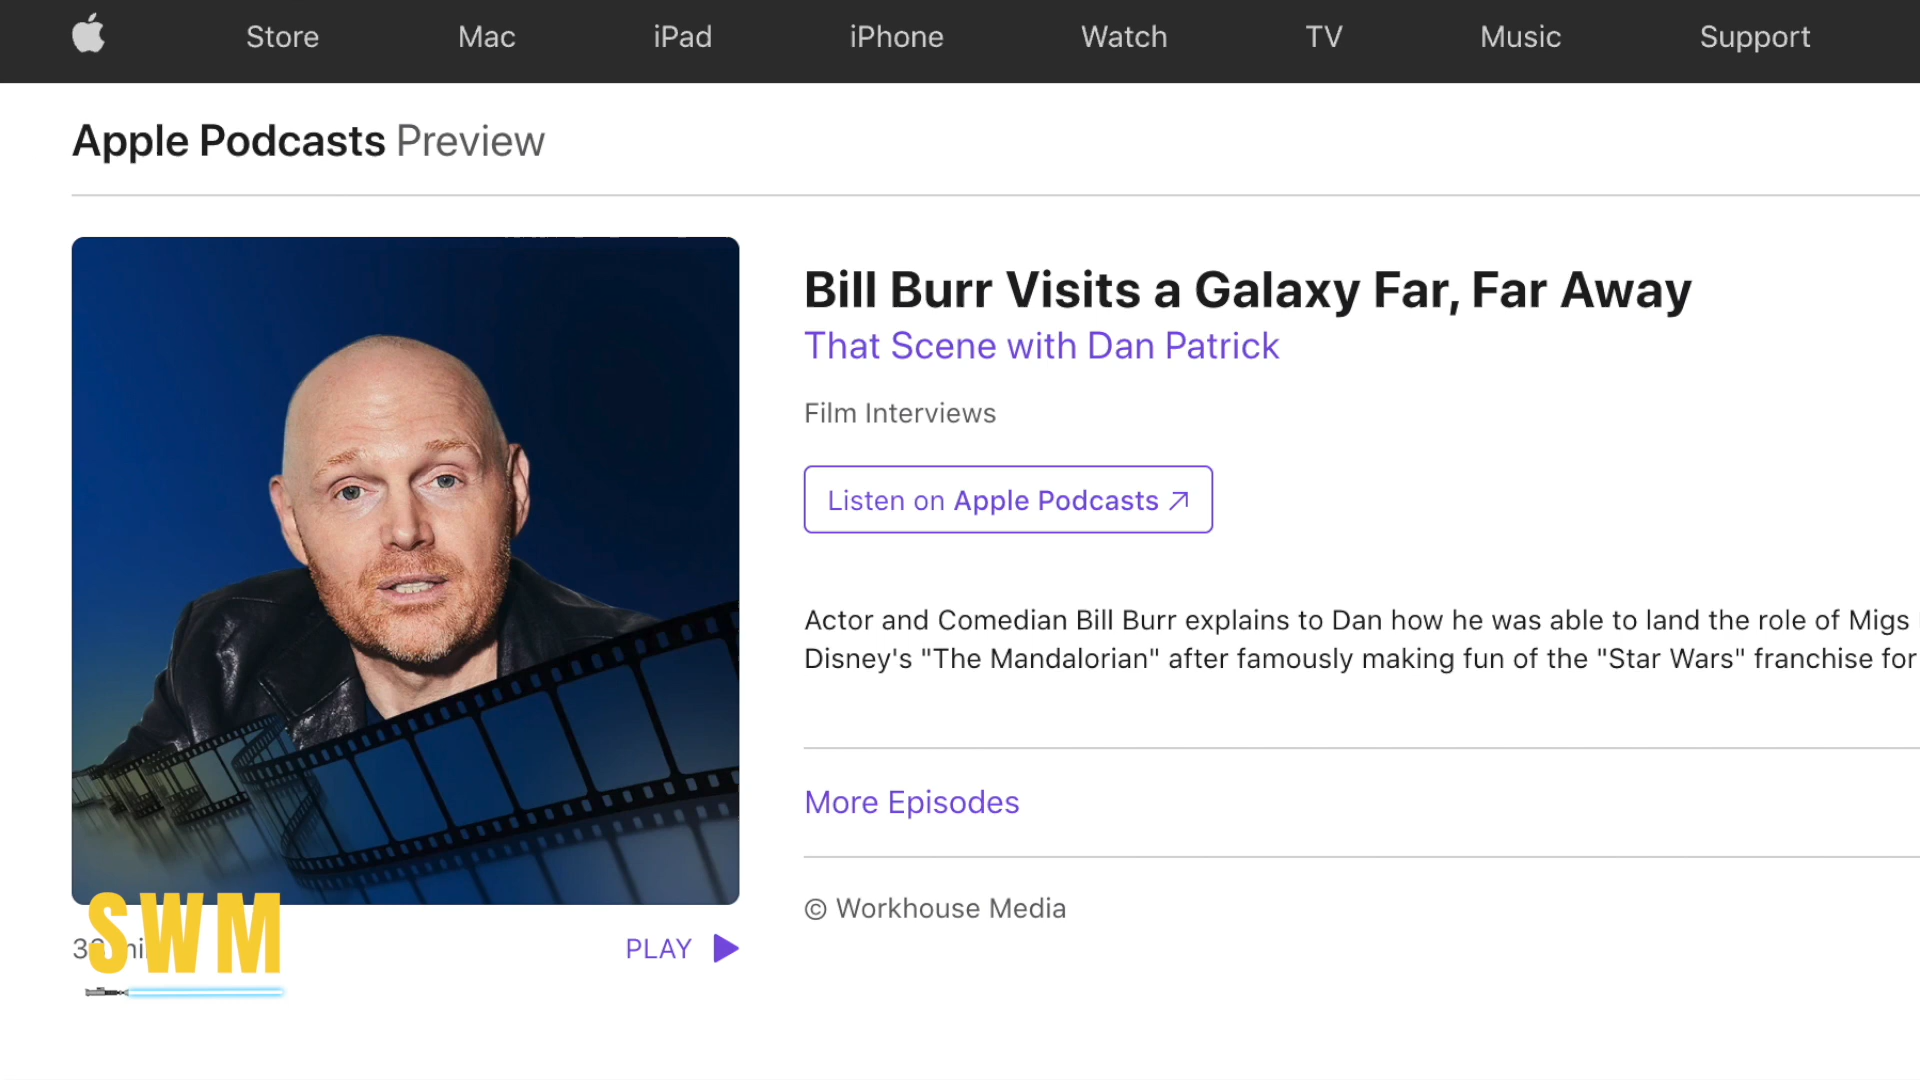 Store Mac iPad iPhone Watch TV Music Support
Apple Podcasts Preview
Bill Burr Visits a Galaxy Far, Far Away
That Scene with Dan Patrick
Film Interviews
Listen on Apple Podcasts ↗
Actor and Comedian Bill Burr explains to Dan how he was able to land the role of Migs
Disney's "The Mandalorian" after famously making fun of the "Star Wars" franchise for
More Episodes
© Workhouse Media
PLAY
SWM